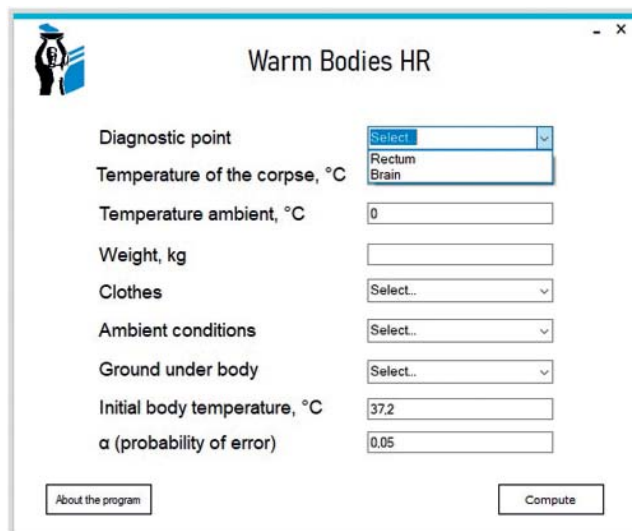 Warm Bodies HR
Diagnostic point Select...
Rectum
Temperature of the corpse, °C Brain
Temperature ambient, °C 0
Weight, kg
Clothes Select...
Ambient conditions Select...
Ground under body Select...
Initial body temperature, °C 37,2
α (probability of error) 0,05
About the program Compute